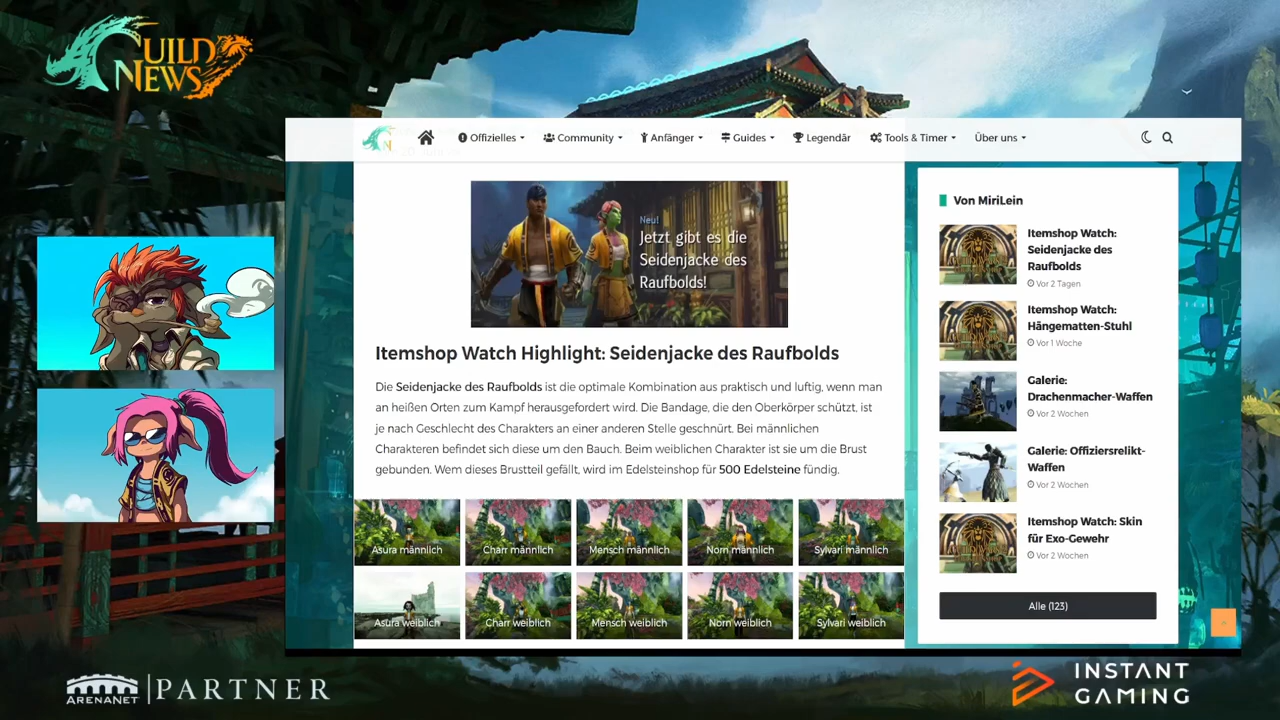 GUILD
NEWS
Offizielles
Community
Anfänger
Guides
Legendär
Tools & Timer
Über uns
Neu!
Jetzt gibt es die
Seidenjacke des
Raufbolds!
Itemshop Watch Highlight: Seidenjacke des Raufbolds
Die Seidenjacke des Raufbolds ist die optimale Kombination aus praktisch und luftig, wenn man
an heißen Orten zum Kampf herausgefordert wird. Die Bandage, die den Oberkörper schützt, ist
je nach Geschlecht des Charakters an einer anderen Stelle geschnürt. Bei männlichen
Charakteren befindet sich diese um den Bauch. Beim weiblichen Charakter ist sie um die Brust
gebunden. Wem dieses Brustteil gefällt, wird im Edelsteinshop für 500 Edelsteine fündig.
Asura männlich
Charr männlich
Mensch männlich
Norn männlich
Sylvari männlich
Asura weiblich
Charr weiblich
Mensch weiblich
Norn weiblich
Sylvari weiblich
Von MiriLein
Itemshop Watch:
Seidenjacke des
Raufbolds
Vor 2 Tagen
Itemshop Watch:
Hängematten-Stuhl
Vor 1 Woche
Galerie:
Drachenmacher-Waffen
Vor 2 Wochen
Galerie: Offiziersrelikt-
Waffen
Vor 2 Wochen
Itemshop Watch: Skin
für Exo-Gewehr
Vor 2 Wochen
Alle (123)
ARENANET
PARTNER
INSTANT
GAMING